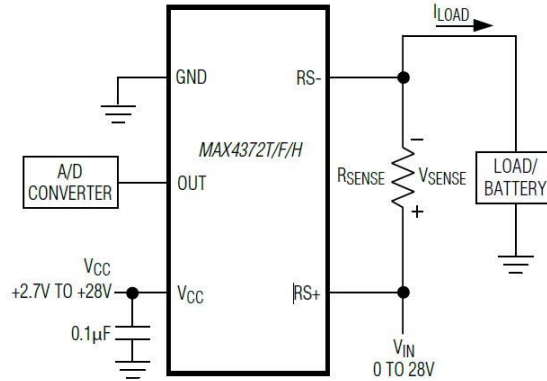 ILOAD
GND
RS-
MAX4372T/F/H
A/D
CONVERTER
OUT
RSENSE
−
VSENSE
+
LOAD/
BATTERY
VCC
+2.7V TO +28V
VCC
RS+
0.1µF
VIN
0 TO 28V